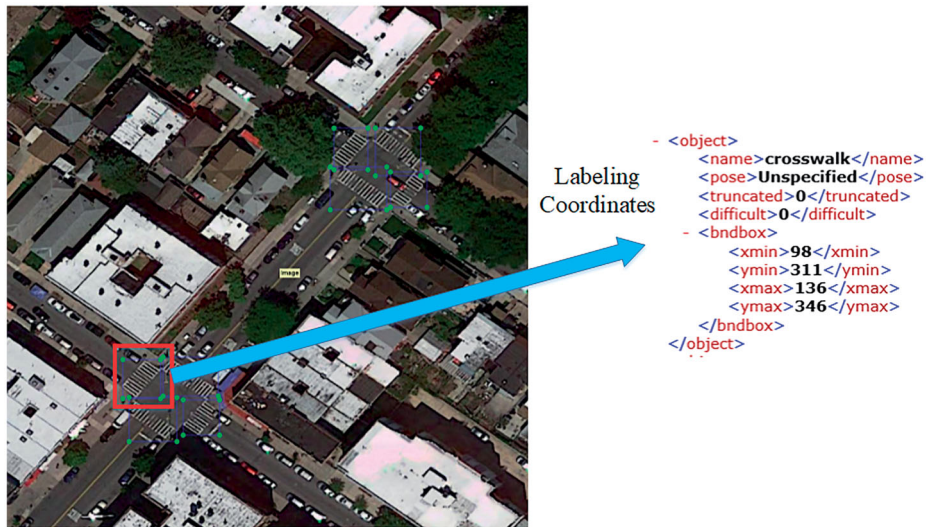 image
Labeling
Coordinates
- <object>
<name>crosswalk</name>
<pose>Unspecified</pose>
<truncated>0</truncated>
<difficult>0</difficult>
- <bndbox>
<xmin>98</xmin>
<ymin>311</ymin>
<xmax>136</xmax>
<ymax>346</ymax>
</bndbox>
</object>